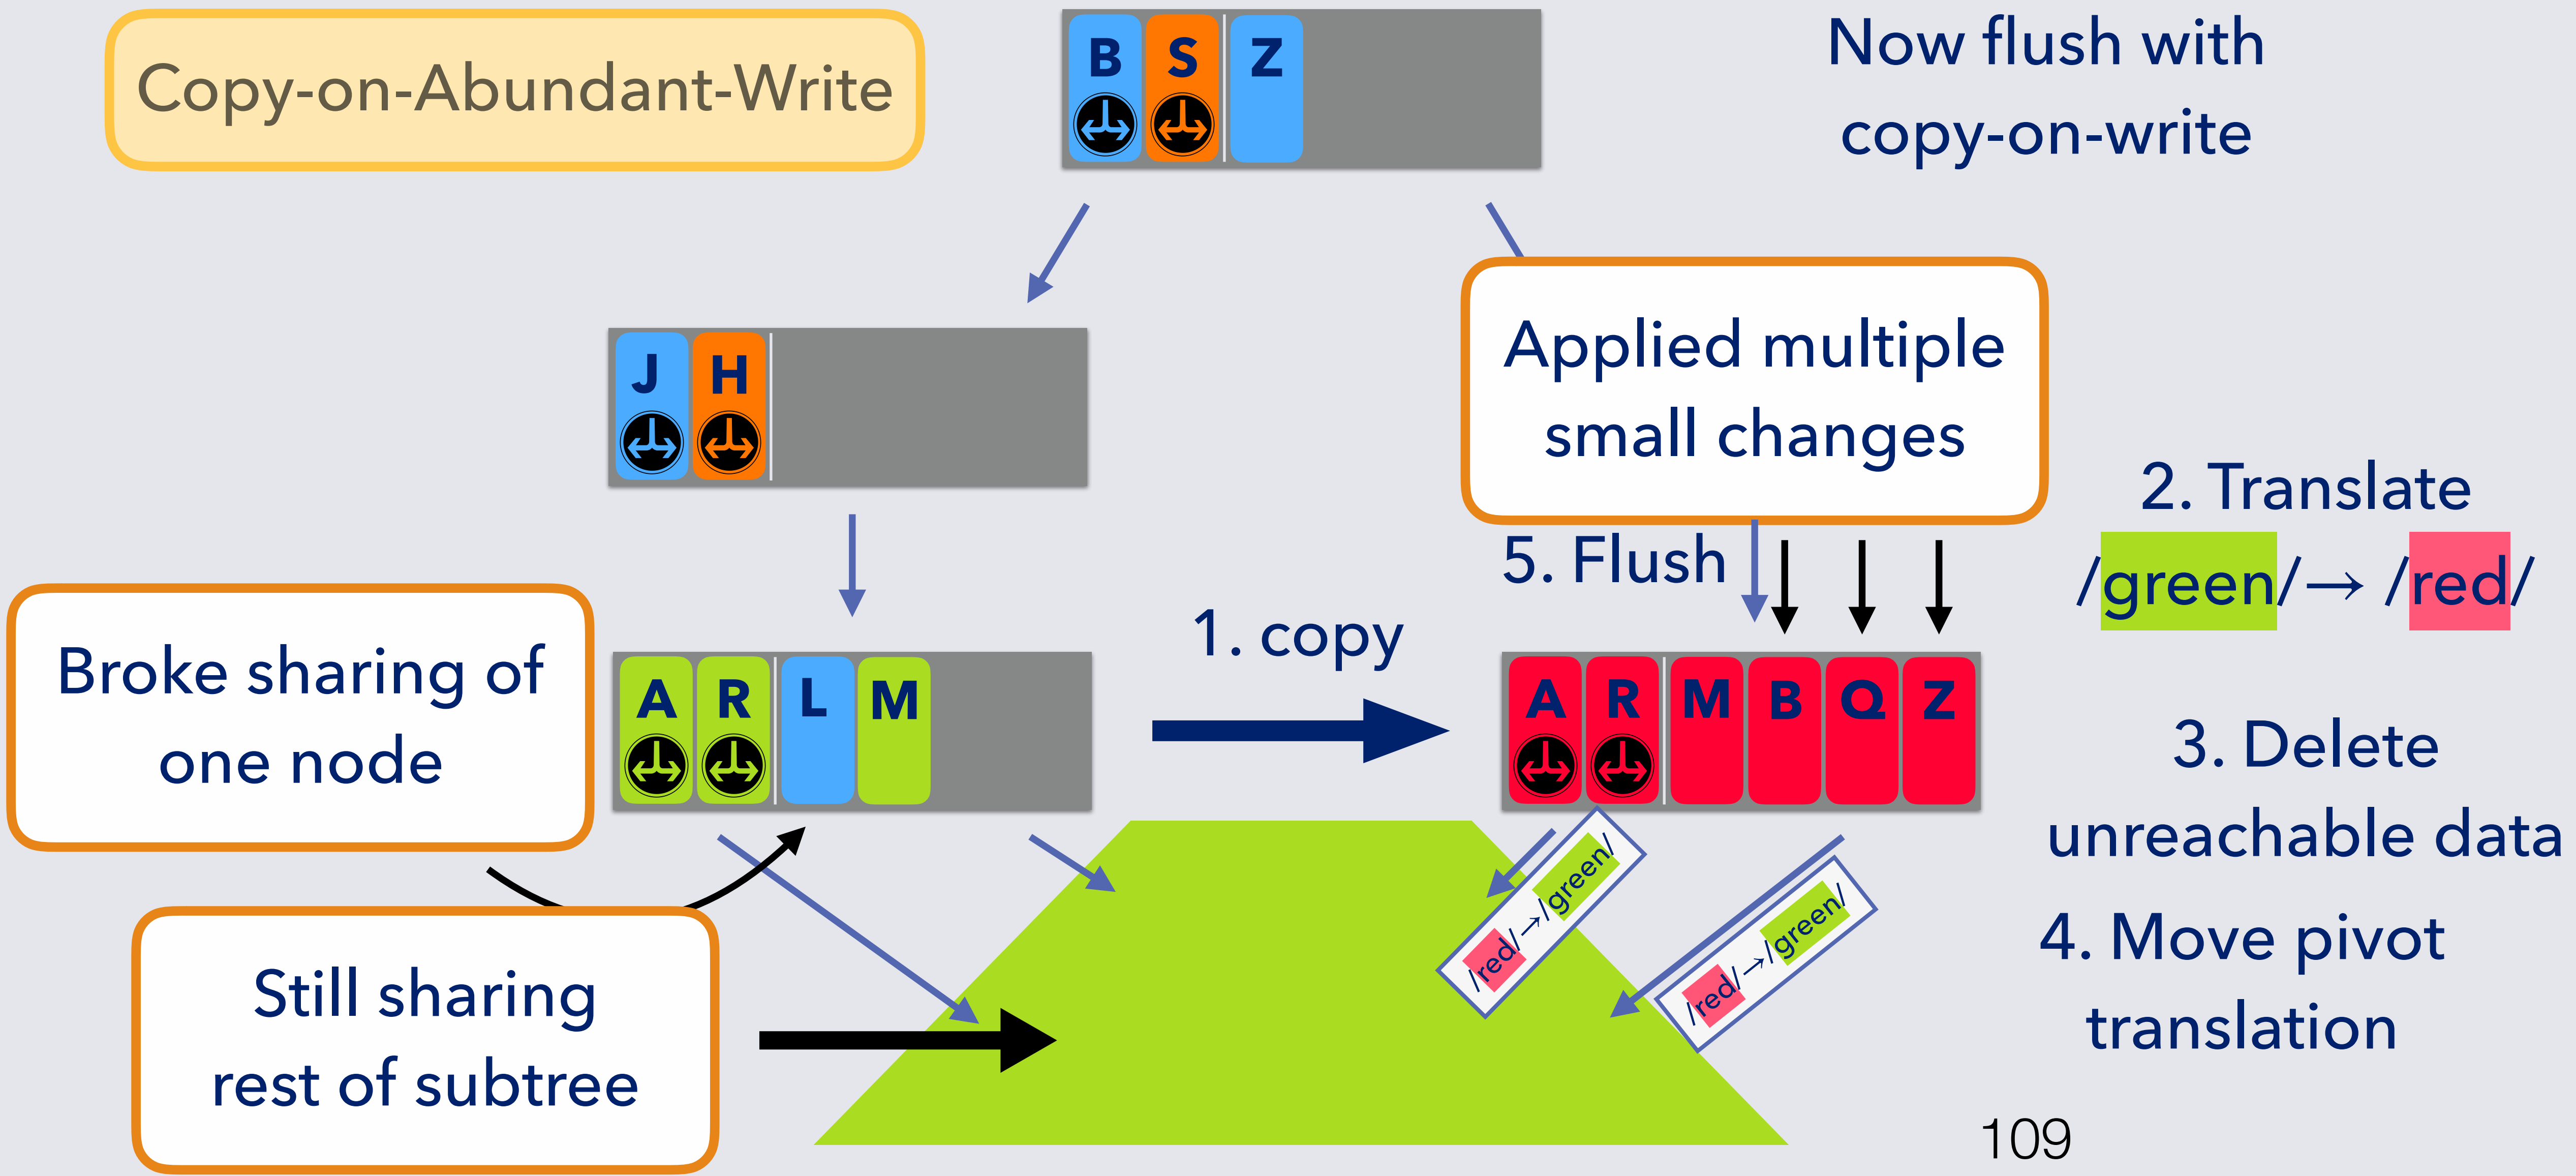 Copy-on-Abundant-Write
B S Z
Now flush with
copy-on-write
J H
Applied multiple
small changes
2. Translate
/green/→ /red/
5. Flush
Broke sharing of
one node
1. copy
A R L M
A R M B Q Z
3. Delete
unreachable data
/red/→/green/
/red/→/green/
4. Move pivot
translation
Still sharing
rest of subtree
109